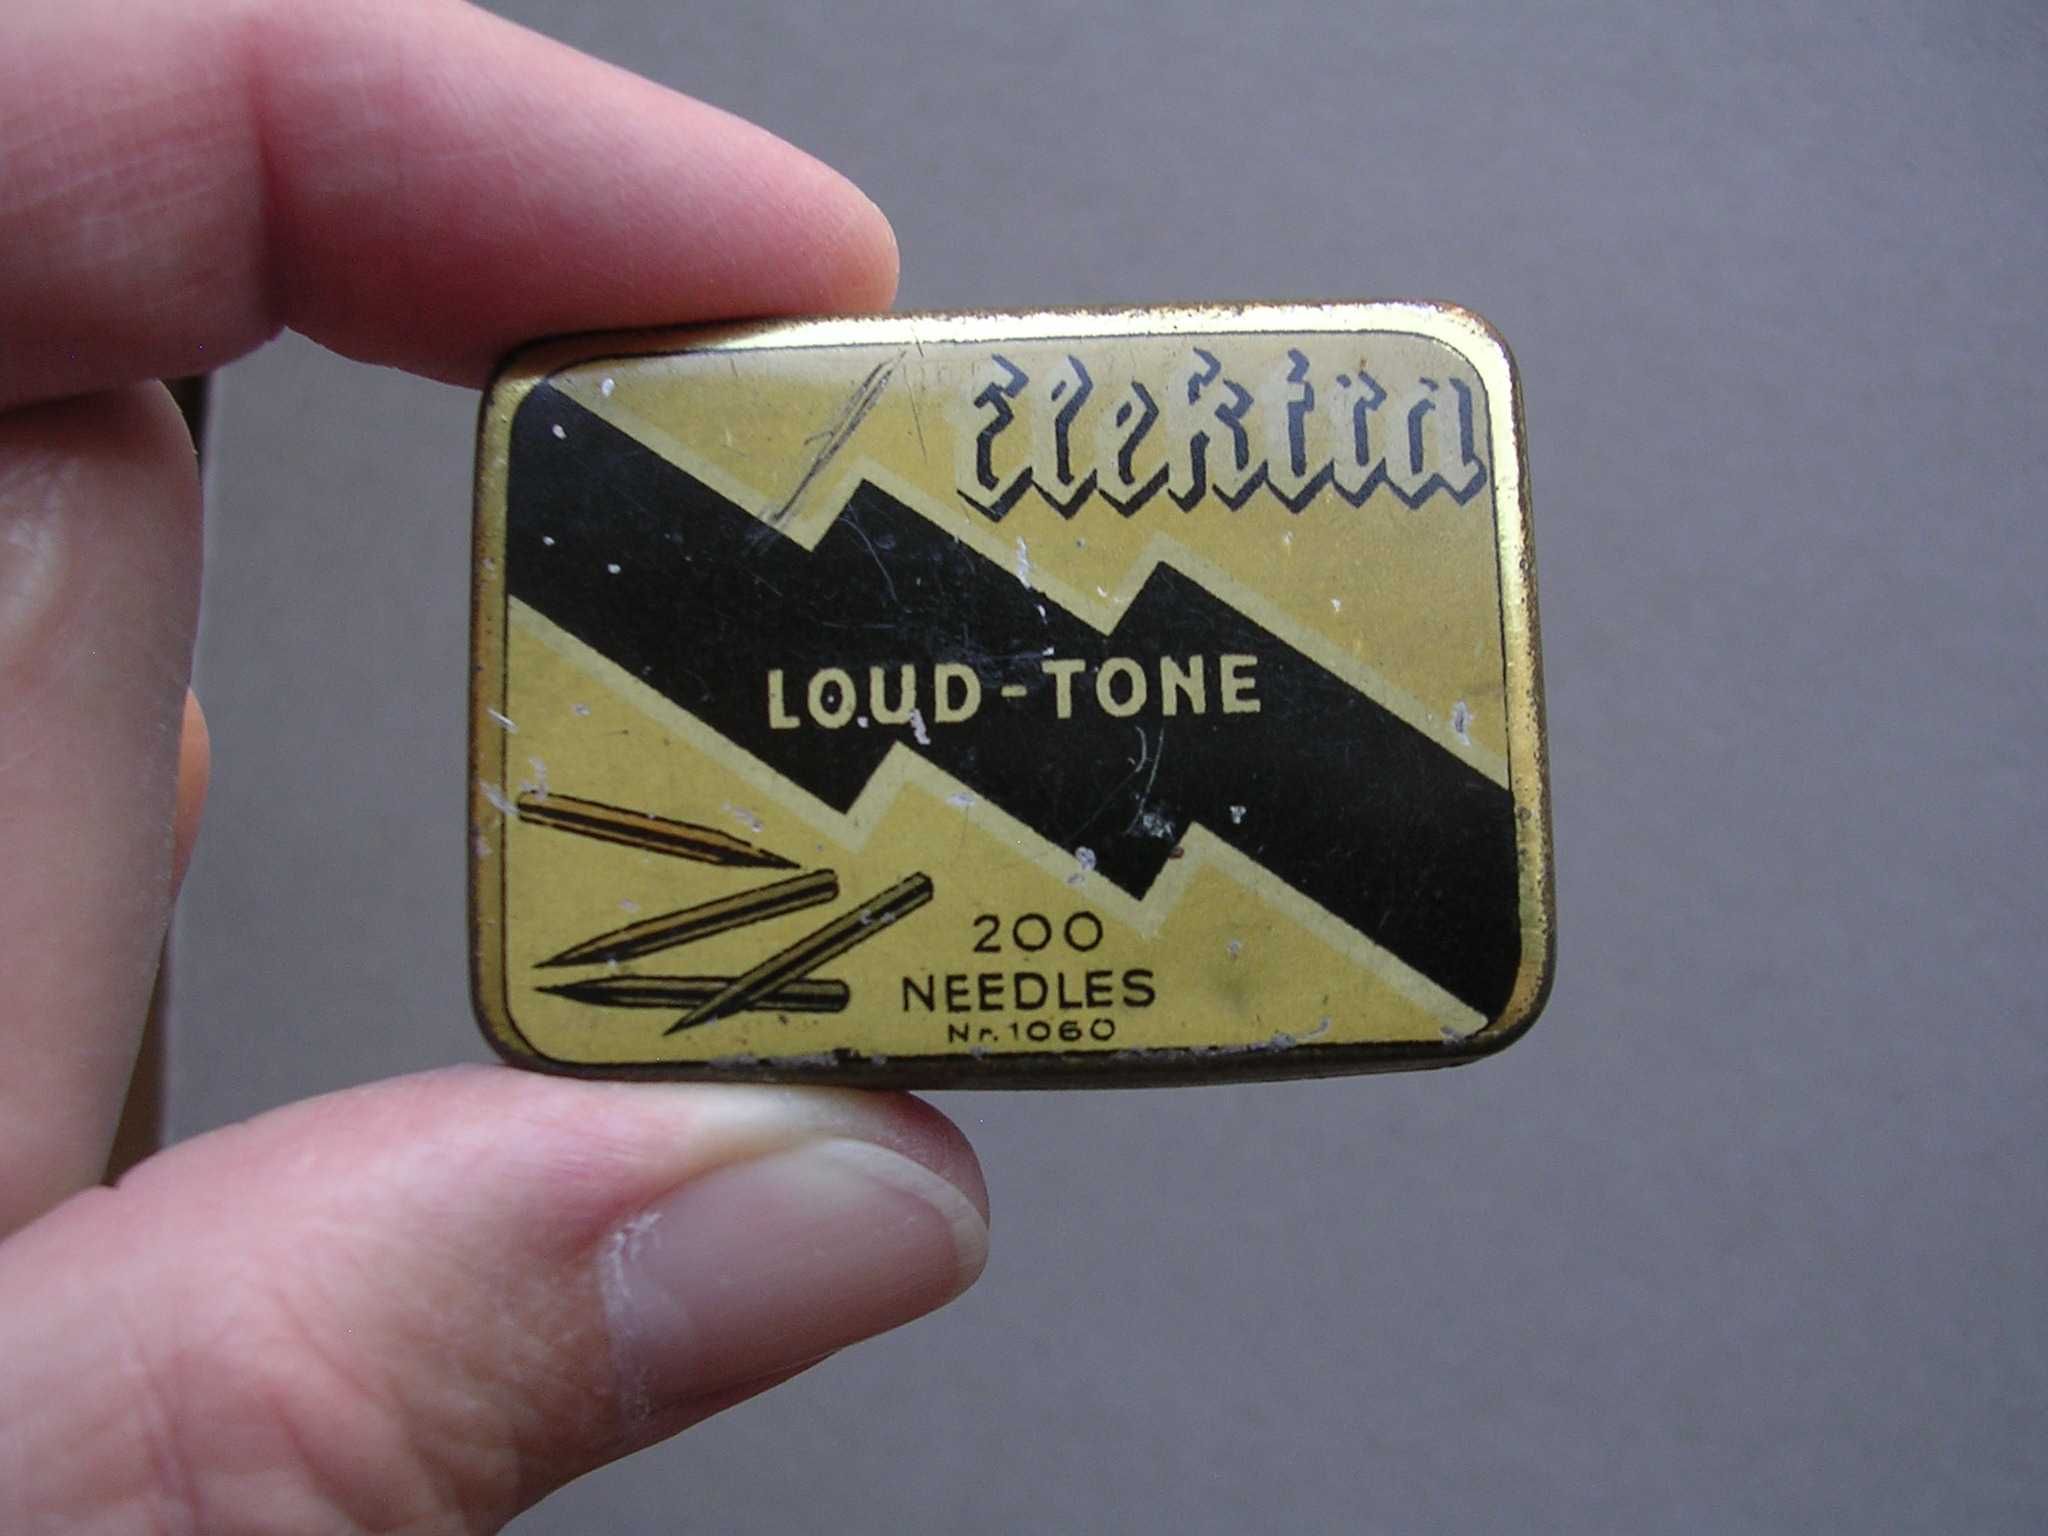 Elektra
LOUD-TONE
200
NEEDLES
Nr. 1060